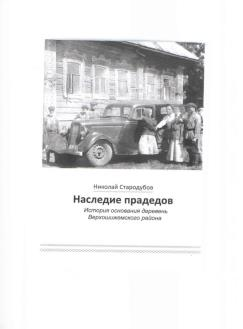 Николай Стародубов
Наследие прадедов
История основания деревень
Верхошижемского района